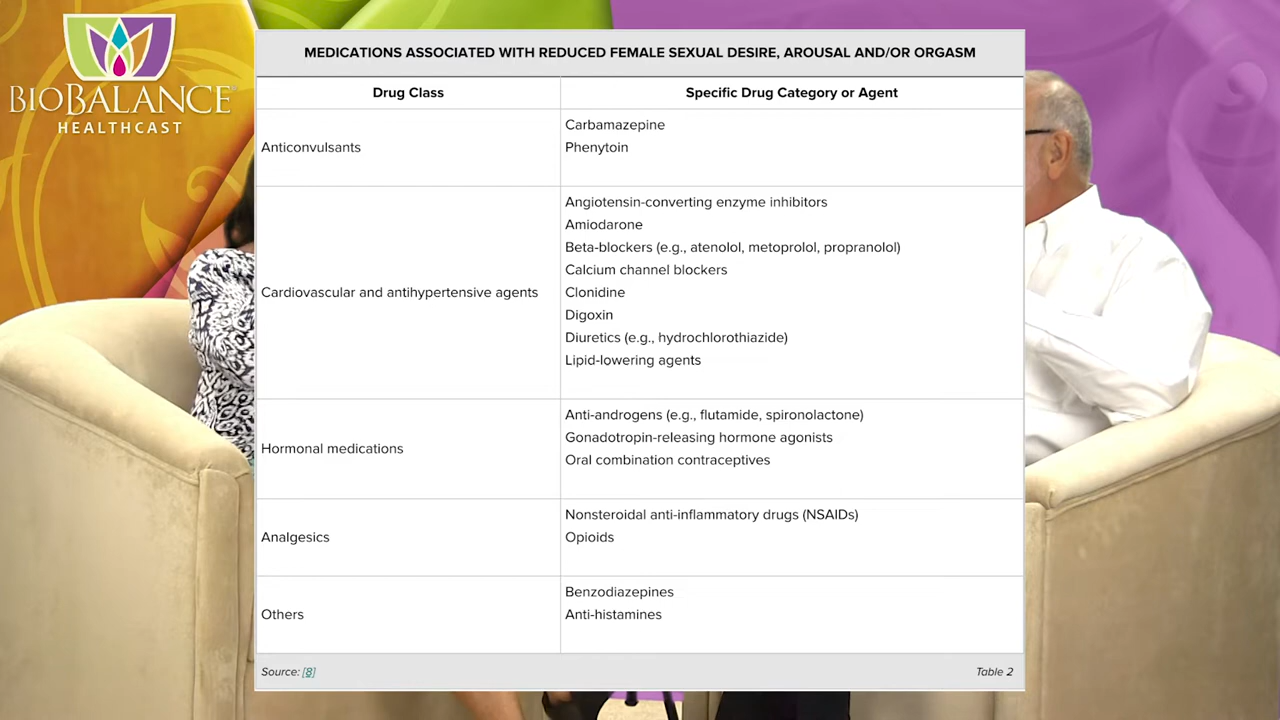 BIOBALANCE
HEALTHCAST
MEDICATIONS ASSOCIATED WITH REDUCED FEMALE SEXUAL DESIRE, AROUSAL AND/OR ORGASM
Drug Class
Specific Drug Category or Agent
Anticonvulsants
Carbamazepine
Phenytoin
Cardiovascular and antihypertensive agents
Angiotensin-converting enzyme inhibitors
Amiodarone
Beta-blockers (e.g., atenolol, metoprolol, propranolol)
Calcium channel blockers
Clonidine
Digoxin
Diuretics (e.g., hydrochlorothiazide)
Lipid-lowering agents
Hormonal medications
Anti-androgens (e.g., flutamide, spironolactone)
Gonadotropin-releasing hormone agonists
Oral combination contraceptives
Analgesics
Nonsteroidal anti-inflammatory drugs (NSAIDs)
Opioids
Others
Benzodiazepines
Anti-histamines
Source: [8]
Table 2